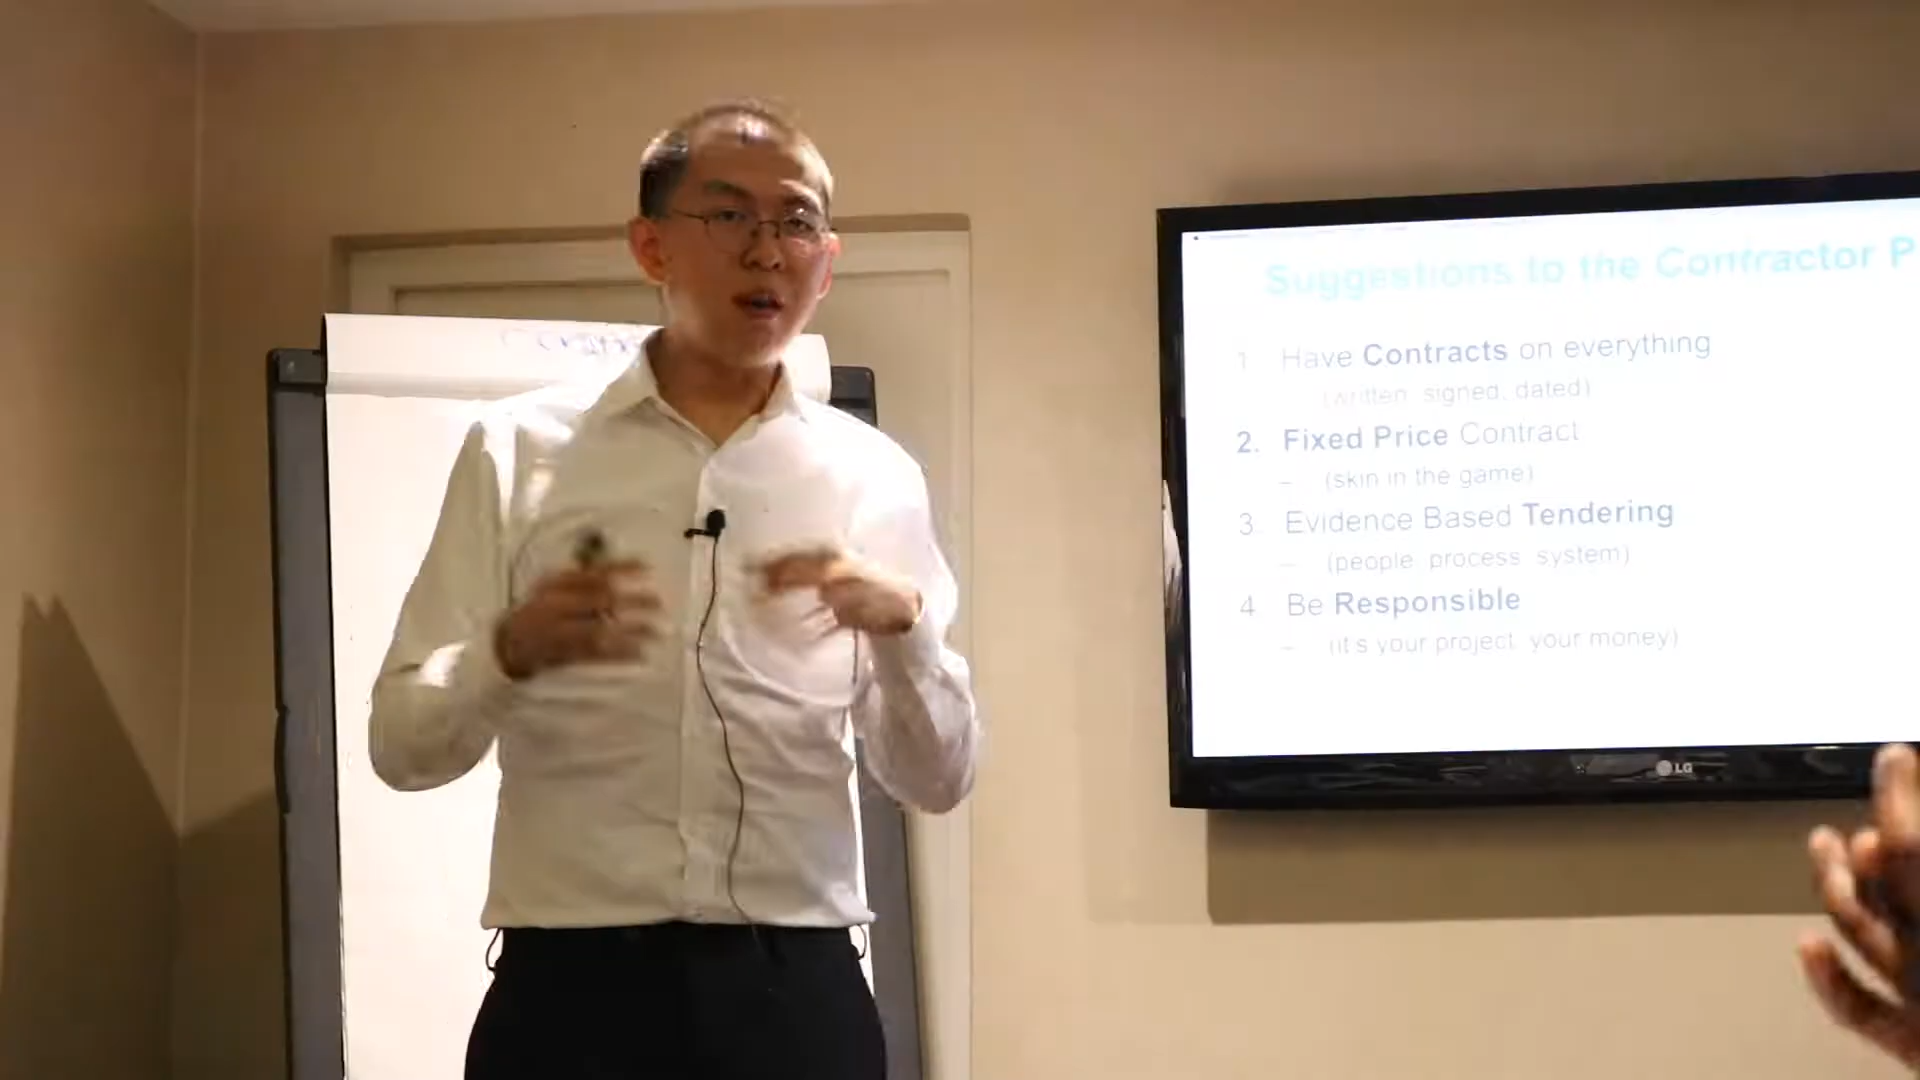 Suggestions to the Contractor P
1 Have Contracts on everything
(written, signed, dated)
2. Fixed Price Contract
– (skin in the game)
3. Evidence Based Tendering
– (people, process, system)
4 Be Responsible
– (it's your project, your money)
LG